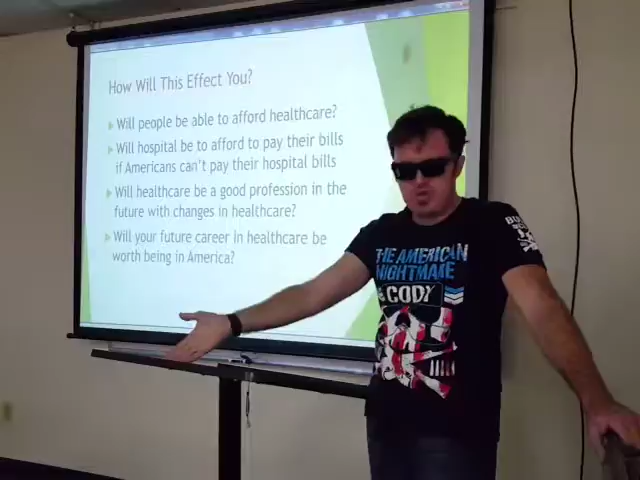 How Will This Effect You?
Will people be able to afford healthcare?
Will hospital be to afford to pay their bills
if Americans can't pay their hospital bills
Will healthcare be a good profession in the
future with changes in healthcare?
Will your future career in healthcare be
worth being in America?
THE AMERICAN
NIGHTMARE
CODY